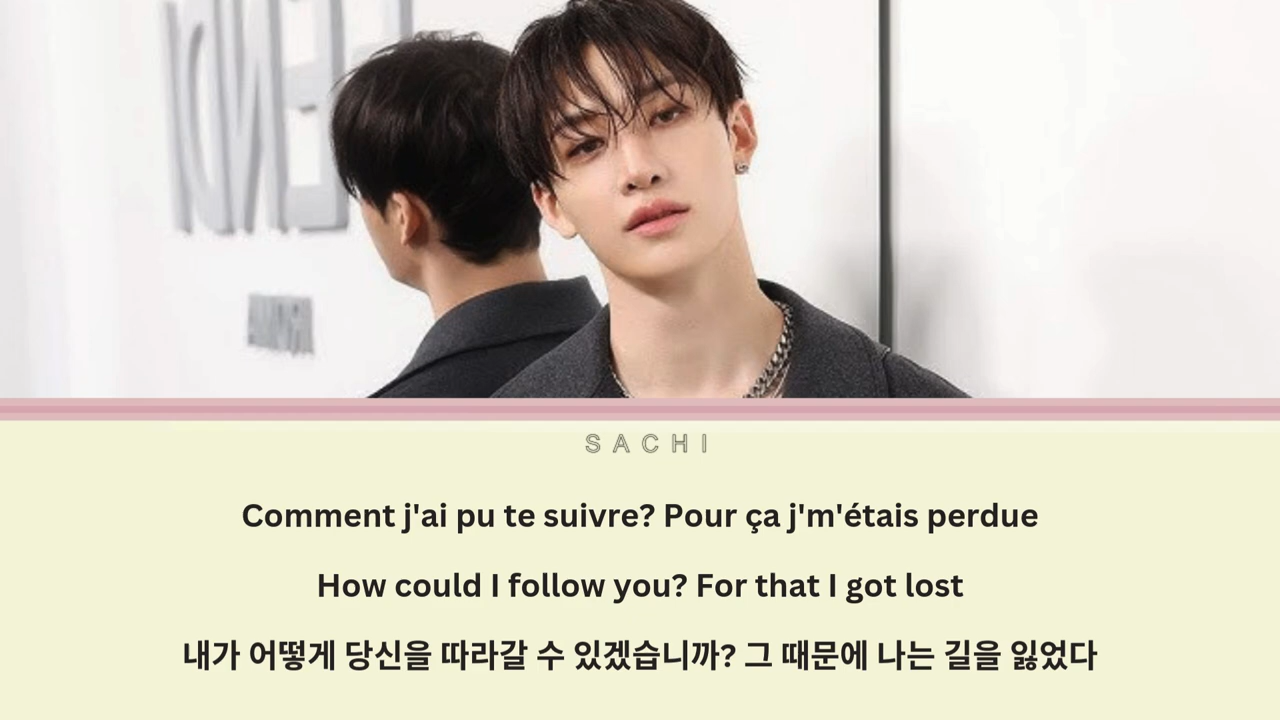 SACHI
Comment j'ai pu te suivre? Pour ça j'm'étais perdue
How could I follow you? For that I got lost
내가 어떻게 당신을 따라갈 수 있겠습니까? 그 때문에 나는 길을 잃었다